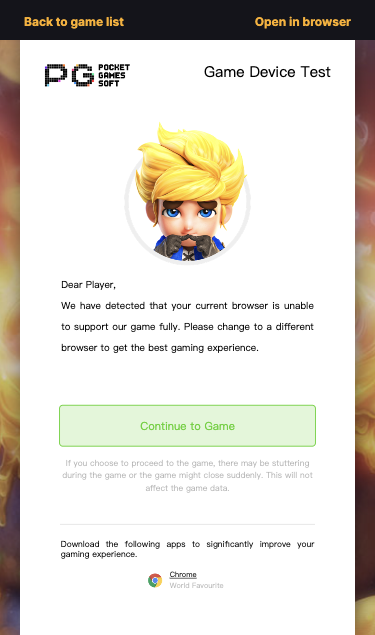 Back to game list
Open in browser
PG POCKET GAMES SOFT
Game Device Test
Dear Player,
We have detected that your current browser is unable
to support our game fully. Please change to a different
browser to get the best gaming experience.
Continue to Game
If you choose to proceed to the game, there may be stuttering
during the game or the game might close suddenly. This will not
affect the game data.
Download the following apps to significantly improve your
gaming experience.
Chrome
World Favourite